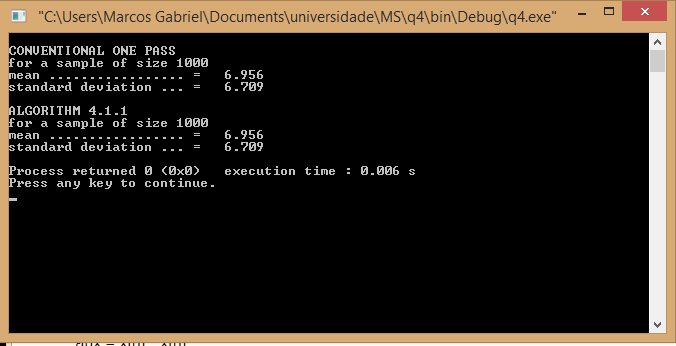 "C:\Users\Marcos Gabriel\Documents\universidade\MS\q4\bin\Debug\q4.exe"
CONVENTIONAL ONE PASS
for a sample of size 1000
mean ................. =   6.956
standard deviation ... =   6.709
ALGORITHM 4.1.1
for a sample of size 1000
mean ................. =   6.956
standard deviation ... =   6.709
Process returned 0 (0x0)   execution time : 0.006 s
Press any key to continue.